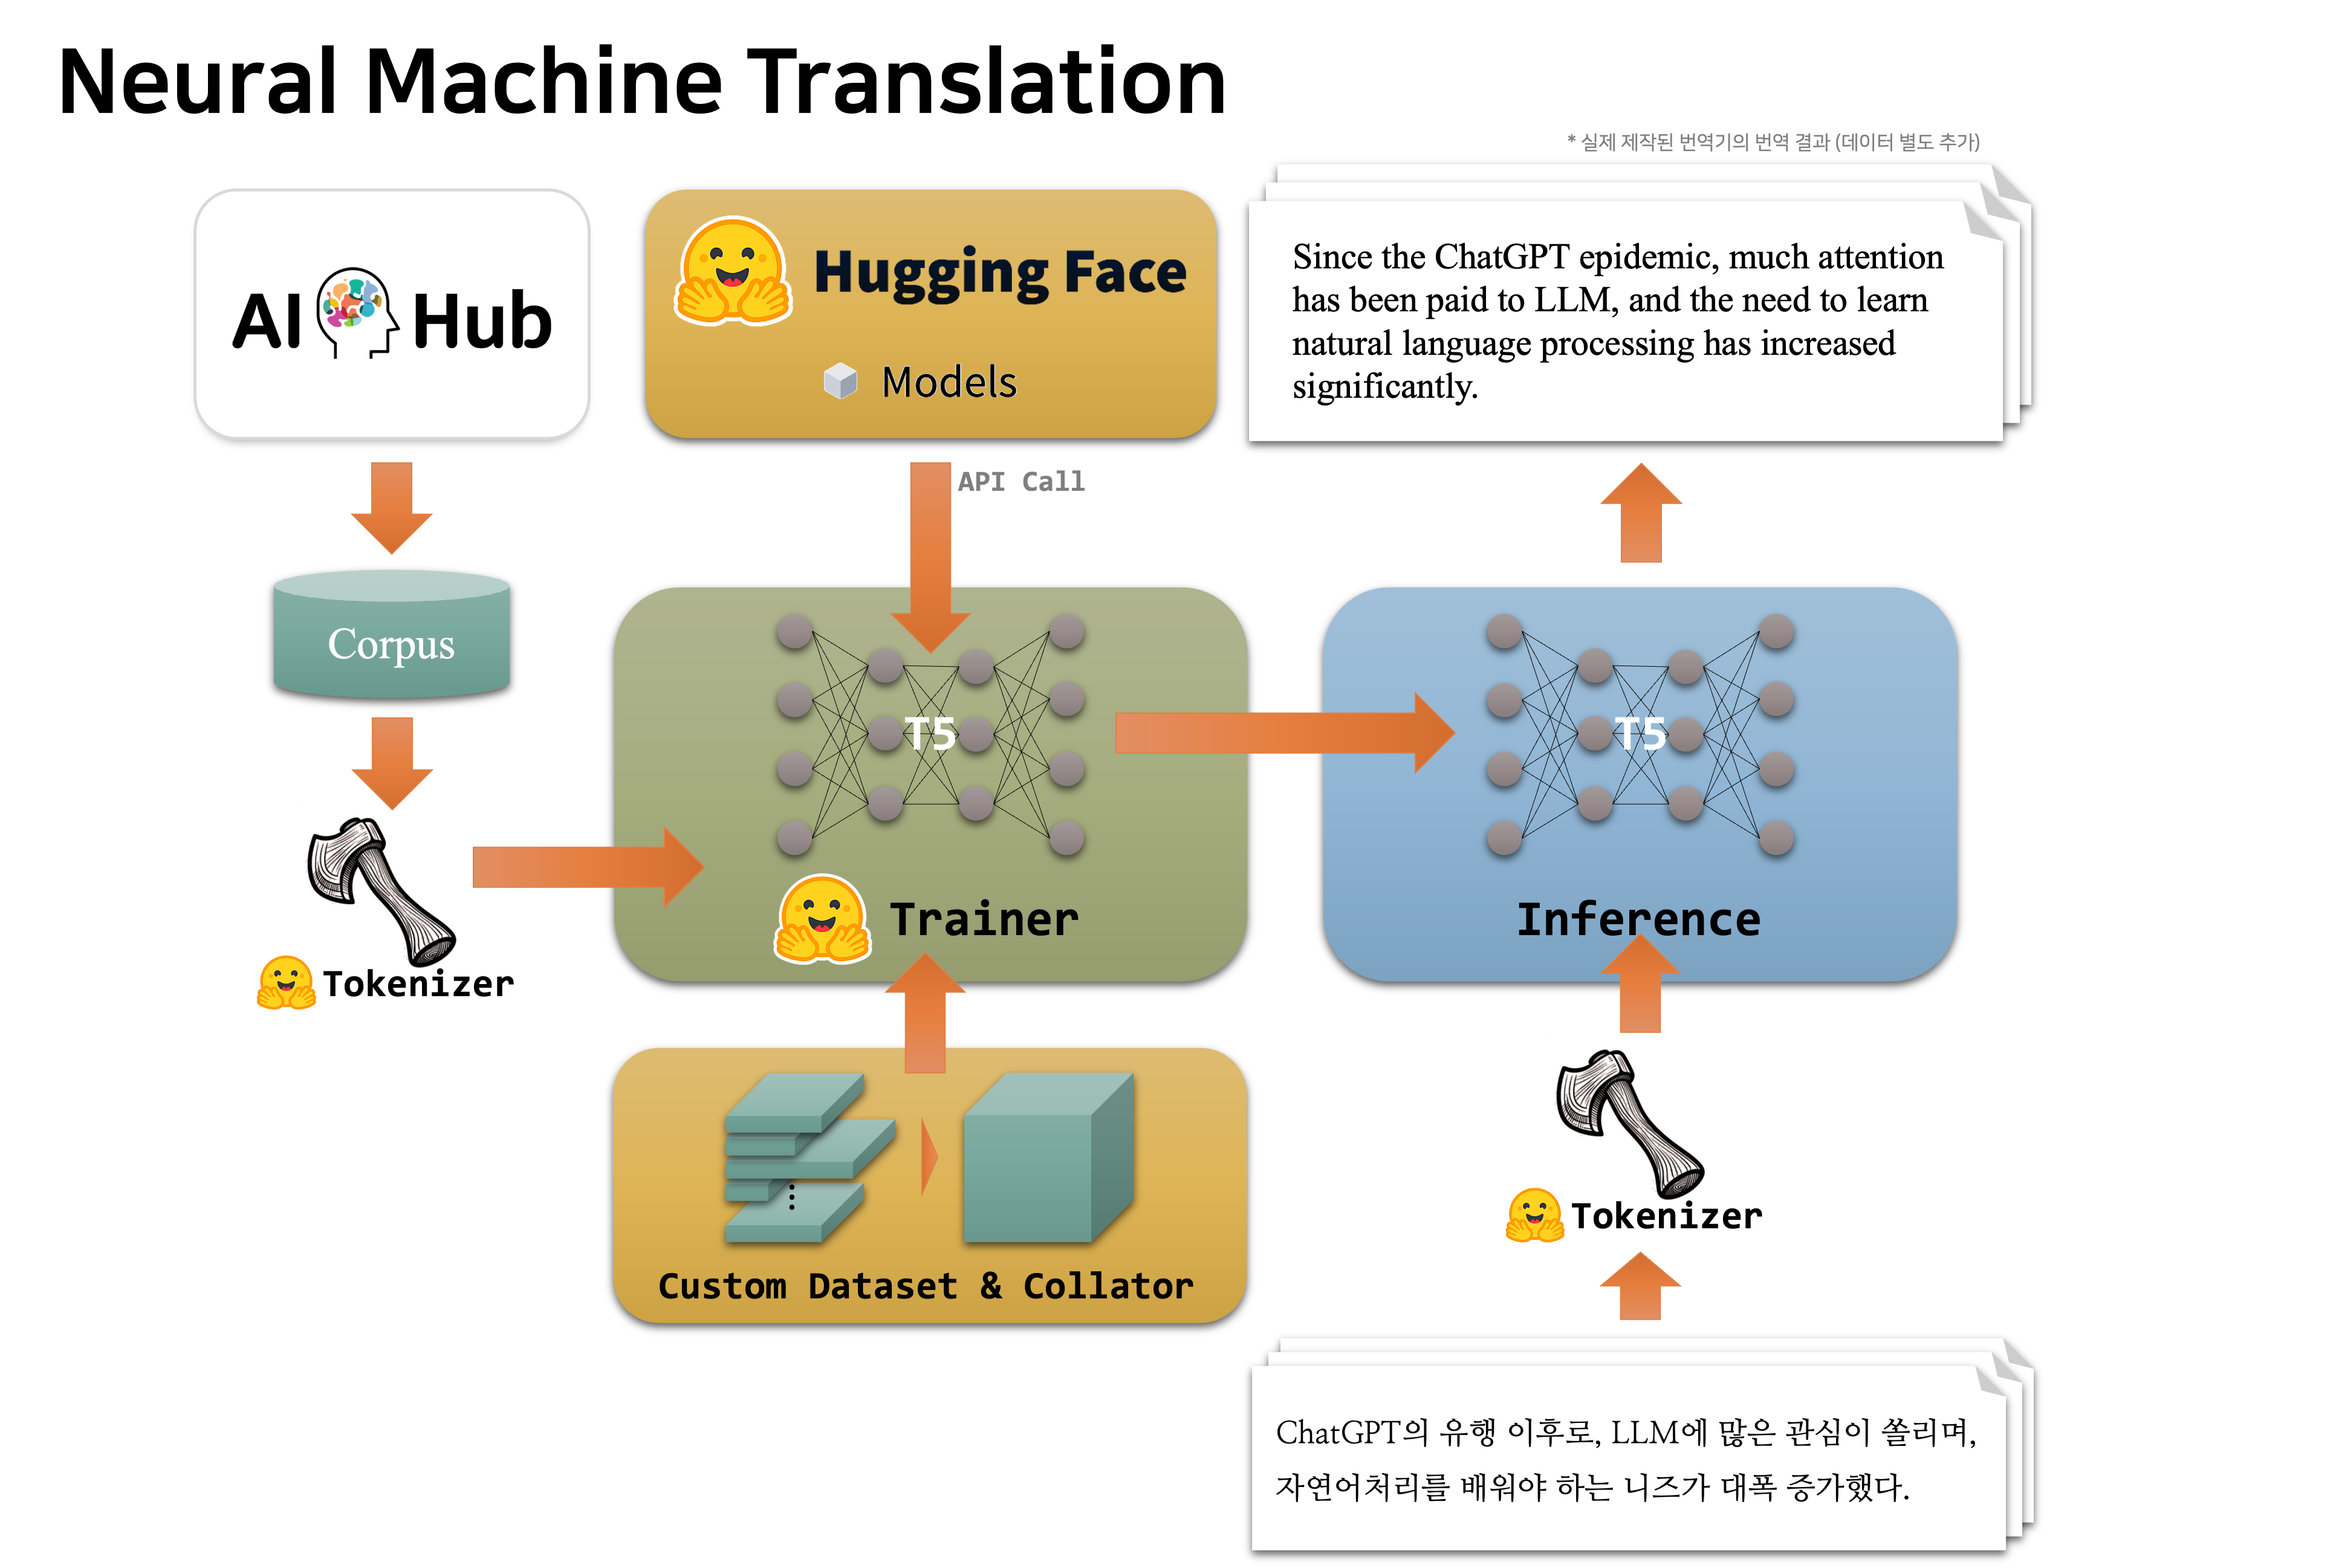 Neural Machine Translation
* 실제 제작된 번역기의 번역 결과 (데이터 별도 추가)
AI Hub
Hugging Face
Models
Since the ChatGPT epidemic, much attention
has been paid to LLM, and the need to learn
natural language processing has increased
significantly.
API Call
Corpus
T5
T5
Trainer
Inference
Tokenizer
Custom Dataset & Collator
Tokenizer
ChatGPT의 유행 이후로, LLM에 많은 관심이 쏠리며,
자연어처리를 배워야 하는 니즈가 대폭 증가했다.